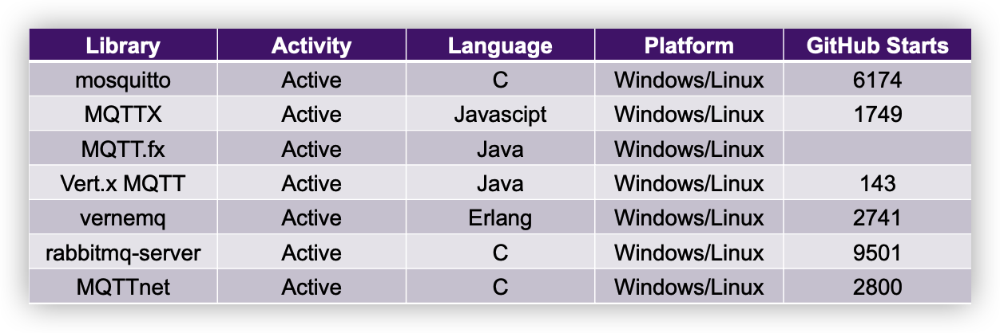 Library Activity Language Platform GitHub Starts
mosquitto Active C Windows/Linux 6174
MQTTX Active Javascipt Windows/Linux 1749
MQTT.fx Active Java Windows/Linux
Vert.x MQTT Active Java Windows/Linux 143
vernemq Active Erlang Windows/Linux 2741
rabbitmq-server Active C Windows/Linux 9501
MQTTnet Active C Windows/Linux 2800